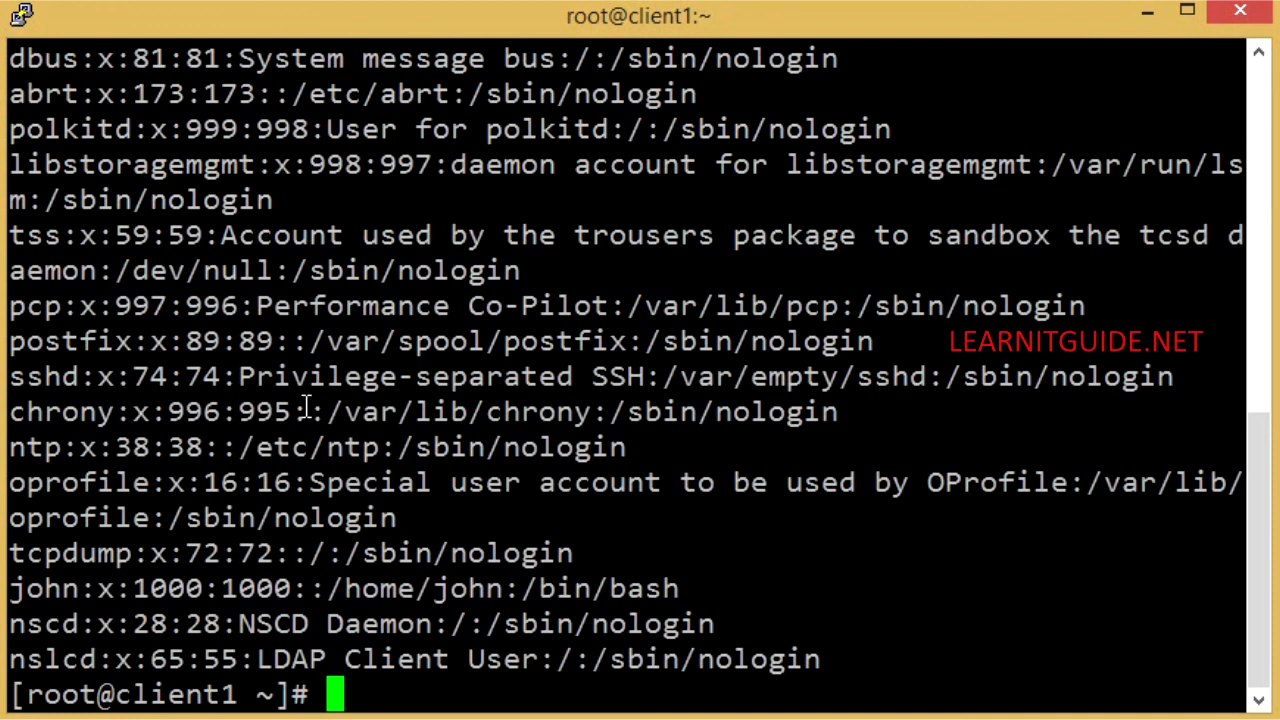 root@client1:~
dbus:x:81:81:System message bus:/:/sbin/nologin
abrt:x:173:173::/etc/abrt:/sbin/nologin
polkitd:x:999:998:User for polkitd:/:/sbin/nologin
libstoragemgmt:x:998:997:daemon account for libstoragemgmt:/var/run/ls
m:/sbin/nologin
tss:x:59:59:Account used by the trousers package to sandbox the tcsd d
aemon:/dev/null:/sbin/nologin
pcp:x:997:996:Performance Co-Pilot:/var/lib/pcp:/sbin/nologin
postfix:x:89:89::/var/spool/postfix:/sbin/nologin
LEARNITGUIDE.NET
sshd:x:74:74:Privilege-separated SSH:/var/empty/sshd:/sbin/nologin
chrony:x:996:995::/var/lib/chrony:/sbin/nologin
ntp:x:38:38::/etc/ntp:/sbin/nologin
oprofile:x:16:16:Special user account to be used by OProfile:/var/lib/
oprofile:/sbin/nologin
tcpdump:x:72:72::/:/sbin/nologin
john:x:1000:1000::/home/john:/bin/bash
nscd:x:28:28:NSCD Daemon:/:/sbin/nologin
nslcd:x:65:55:LDAP Client User:/:/sbin/nologin
[root@client1 ~]#